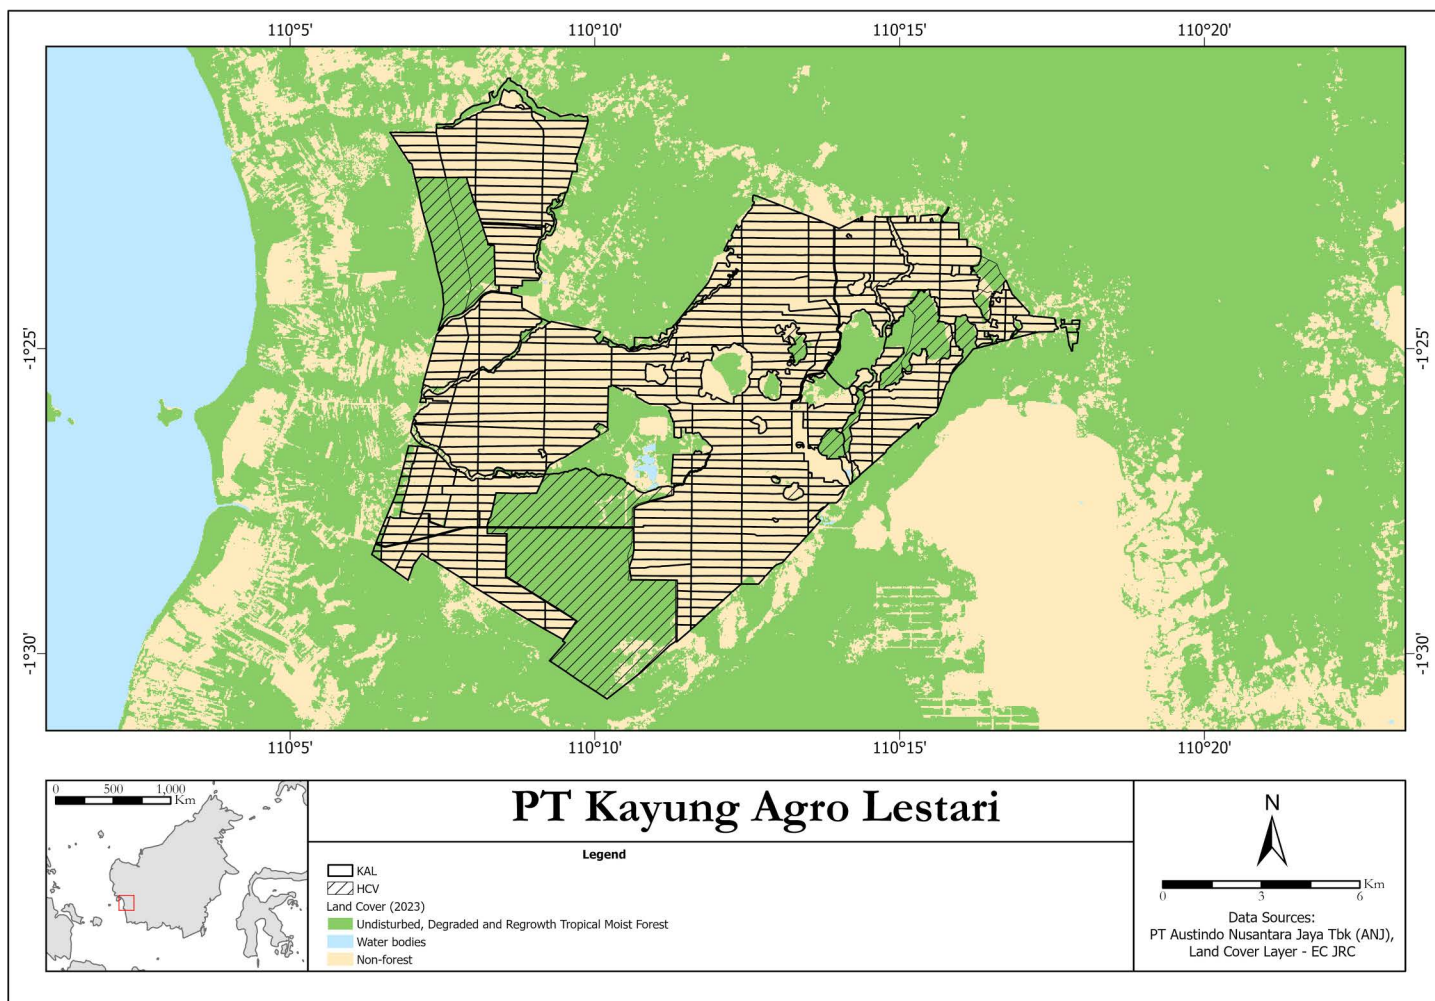 110°5' 110°10' 110°15' 110°20'
-1°25' -1°25'
-1°30' -1°30'
110°5' 110°10' 110°15' 110°20'
0 500 1,000 Km
PT Kayung Agro Lestari
Legend
KAL
HCV
Land Cover (2023)
Undisturbed, Degraded and Regrowth Tropical Moist Forest
Water bodies
Non-forest
N
0 3 6 Km
Data Sources:
PT Austindo Nusantara Jaya Tbk (ANJ),
Land Cover Layer - EC JRC